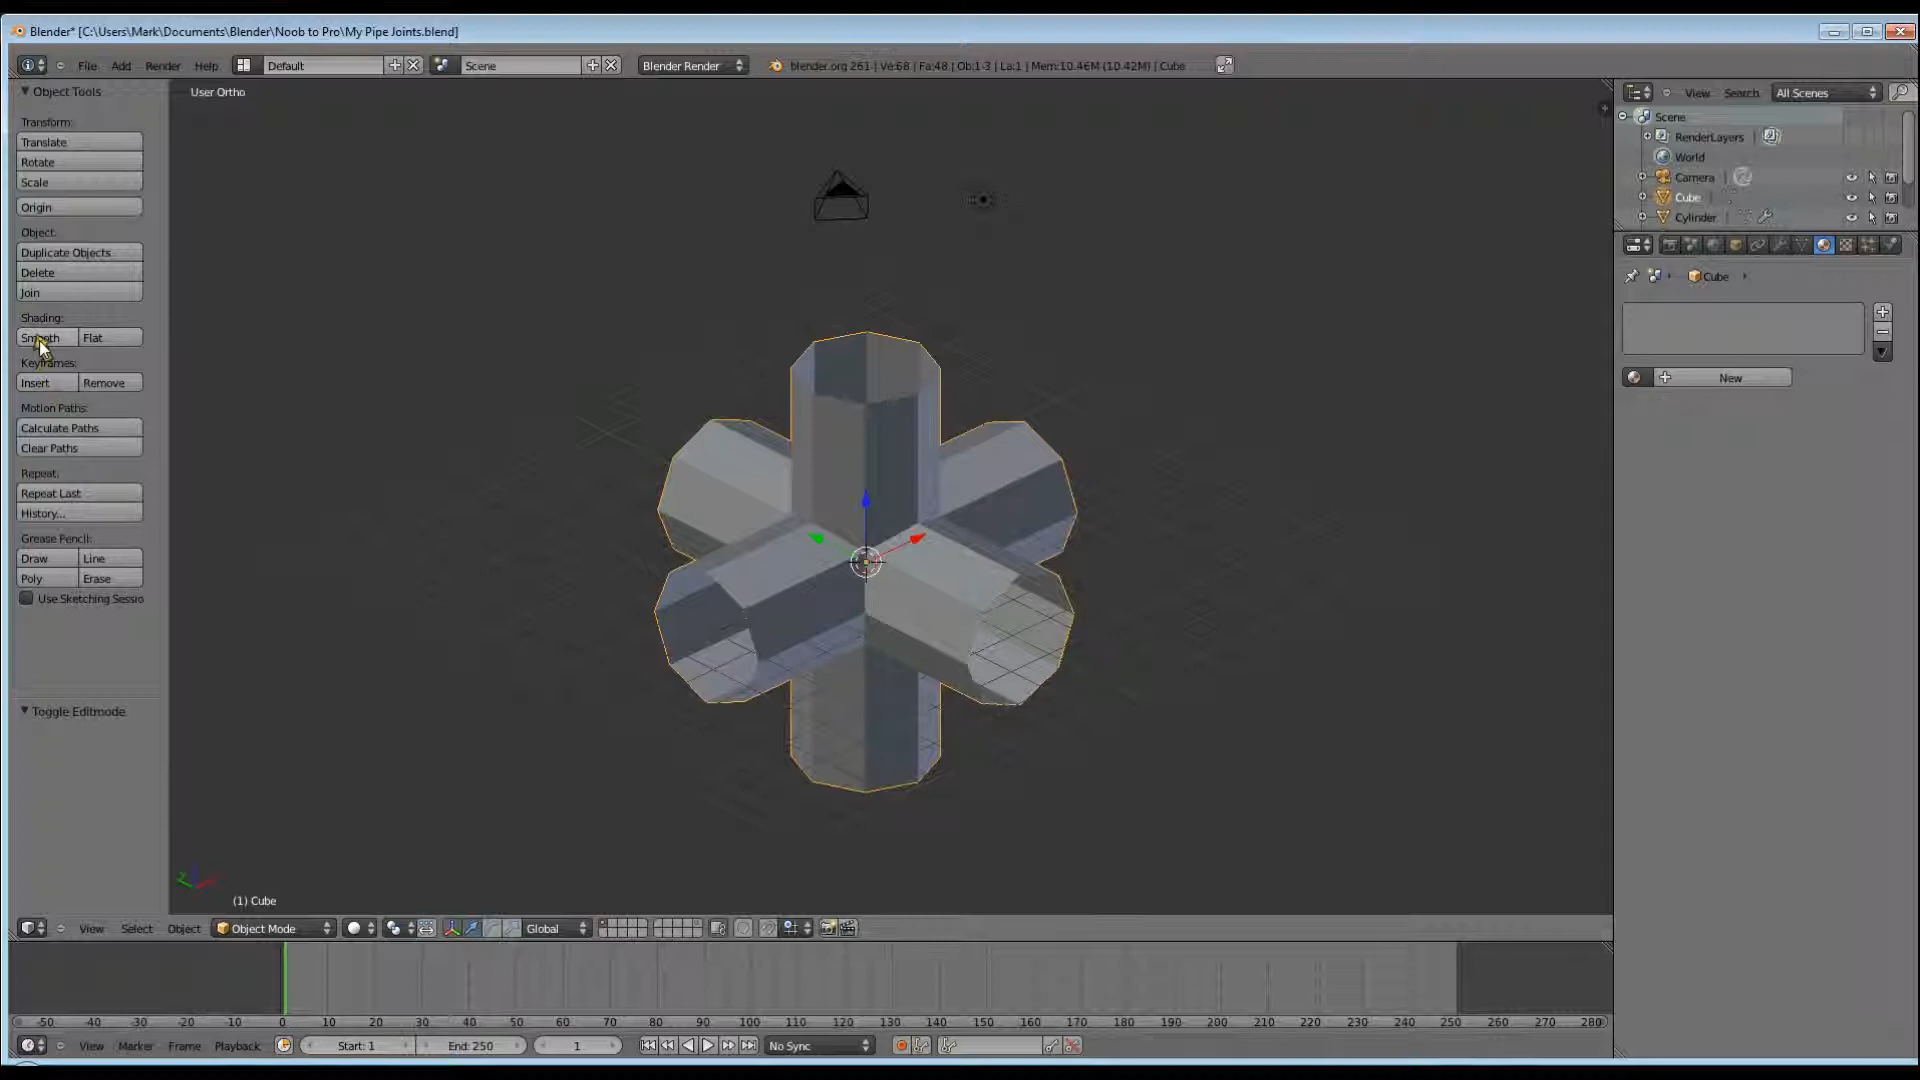 Blender* [C:\Users\Mark\Documents\Blender\Noob to Pro\My Pipe Joints.blend]
File Add Render Help Default Scene Blender Render blender.org 261 | Ve:68 | Fa:48 | Ob:1-3 | La:1 | Mem:10.46M (10.42M) | Cube
Object Tools
User Ortho
View Search All Scenes
Transform:
Translate
Rotate
Scale
Origin
Object:
Duplicate Objects
Delete
Join
Shading:
Smooth Flat
Keyframes:
Insert Remove
Motion Paths:
Calculate Paths
Clear Paths
Repeat:
Repeat Last
History...
Grease Pencil:
Draw Line
Poly Erase
Use Sketching Sessio
Toggle Editmode
Scene
RenderLayers
World
Camera
Cube
Cylinder
Cube
New
(1) Cube
View Select Object Object Mode Global
-50 -40 -30 -20 -10 0 10 20 30 40 50 60 70 80 90 100 110 120 130 140 150 160 170 180 190 200 210 220 230 240 250 260 270 280
View Marker Frame Playback Start: 1 End: 250 1 No Sync